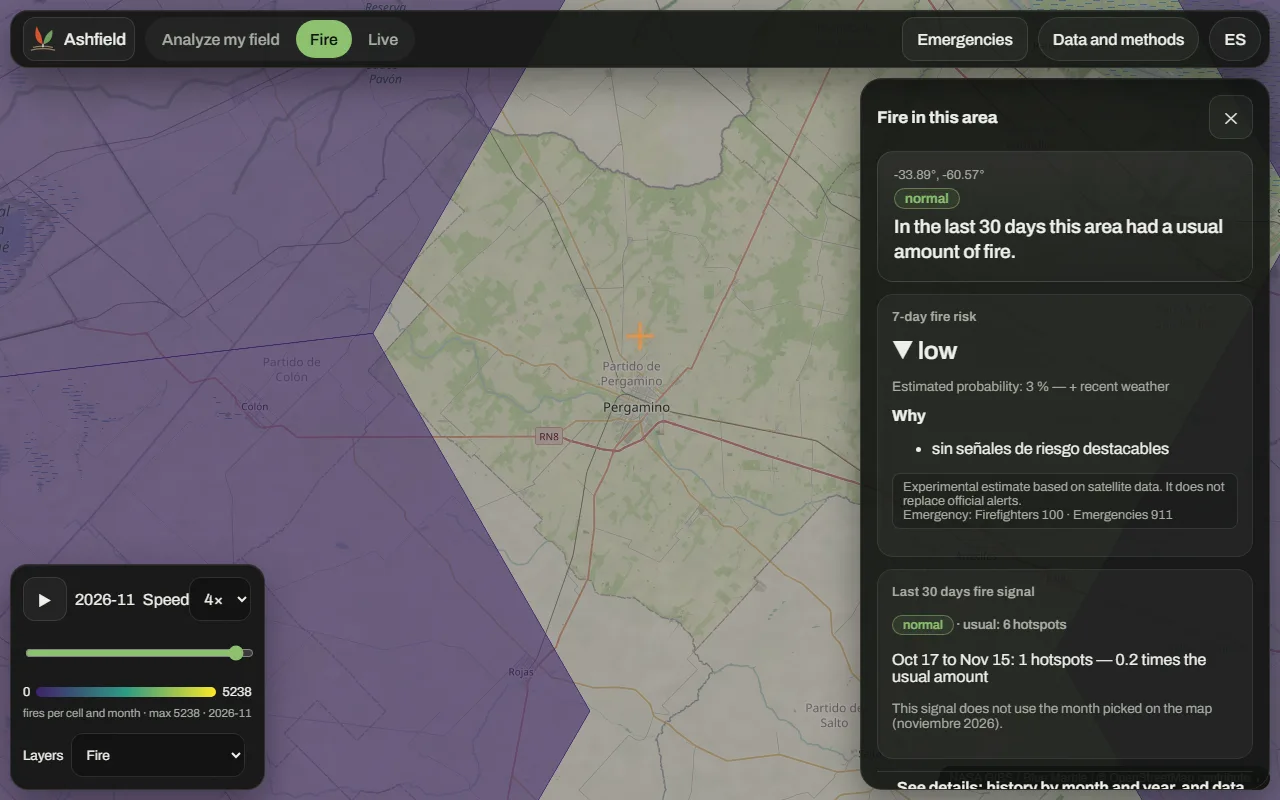 Reserva
Ashfield
Analyze my field
Fire
Live
Emergencies
Data and methods
ES
Pavón
Partido de
Colón
Colón
Partido de
Pergamino
Pergamino
RN8
Rojas
Partido de
Salto
Fire in this area
×
-33.89°, -60.57°
normal
In the last 30 days this area had a usual
amount of fire.
7-day fire risk
▼ low
Estimated probability: 3 % — + recent weather
Why
• sin señales de riesgo destacables
Experimental estimate based on satellite data. It does not
replace official alerts.
Emergency: Firefighters 100 · Emergencies 911
Last 30 days fire signal
normal · usual: 6 hotspots
Oct 17 to Nov 15: 1 hotspots — 0.2 times the
usual amount
This signal does not use the month picked on the map
(noviembre 2026).
See details: history by month and year, and data
2026-11 Speed 4×
0 5238
fires per cell and month · max 5238 · 2026-11
Layers Fire